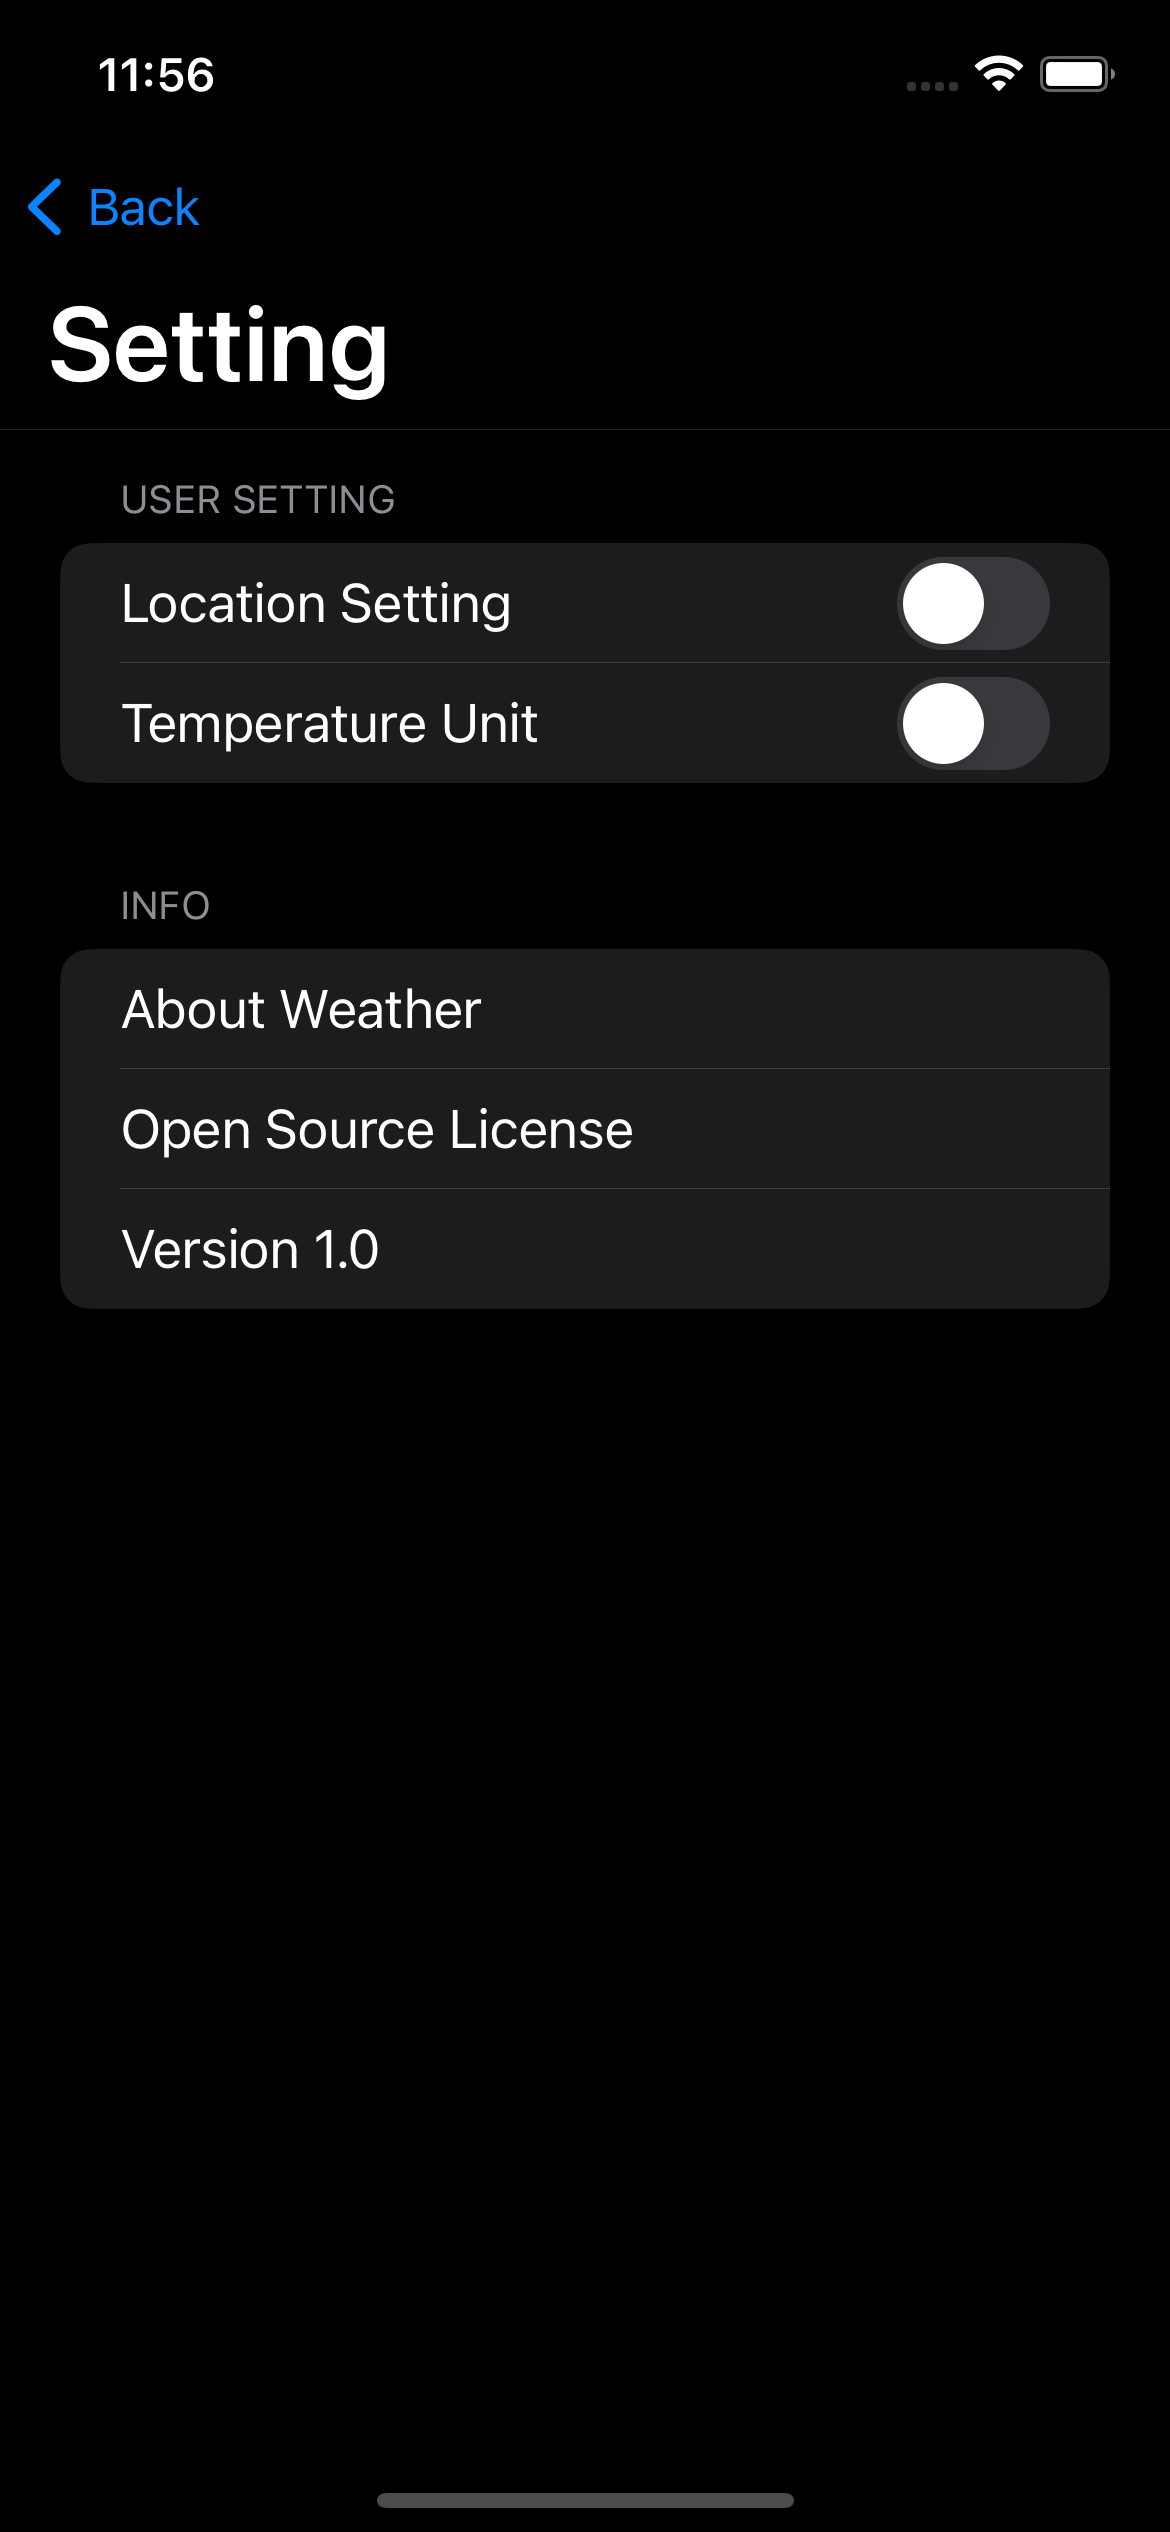 11:56
Back
Setting
USER SETTING
Location Setting
Temperature Unit
INFO
About Weather
Open Source License
Version 1.0